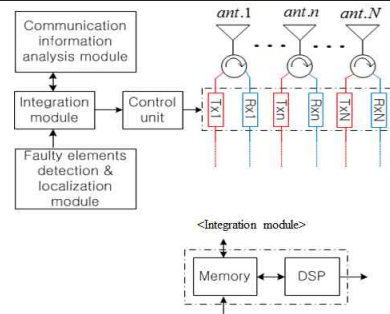 Communication
information
analysis module
Integration
module
Control
unit
Faulty elements
detection &
localization
module
ant.1
ant.n
ant.N
Tx1
Rx1
Txn
Rxn
TxN
RxN
<Integration module>
Memory
DSP